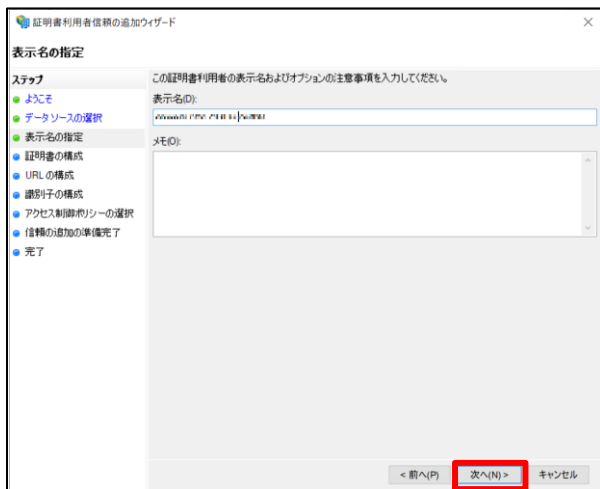 証明書利用者信頼の追加ウィザード
表示名の指定
ステップ
ようこそ
データソースの選択
表示名の指定
証明書の構成
URL の構成
識別子の構成
アクセス制御ポリシーの選択
信頼の追加の準備完了
完了
この証明書利用者の表示名およびオプションの注意事項を入力してください。
表示名(D):
メモ(O):
< 前へ(P)
次へ(N) >
キャンセル